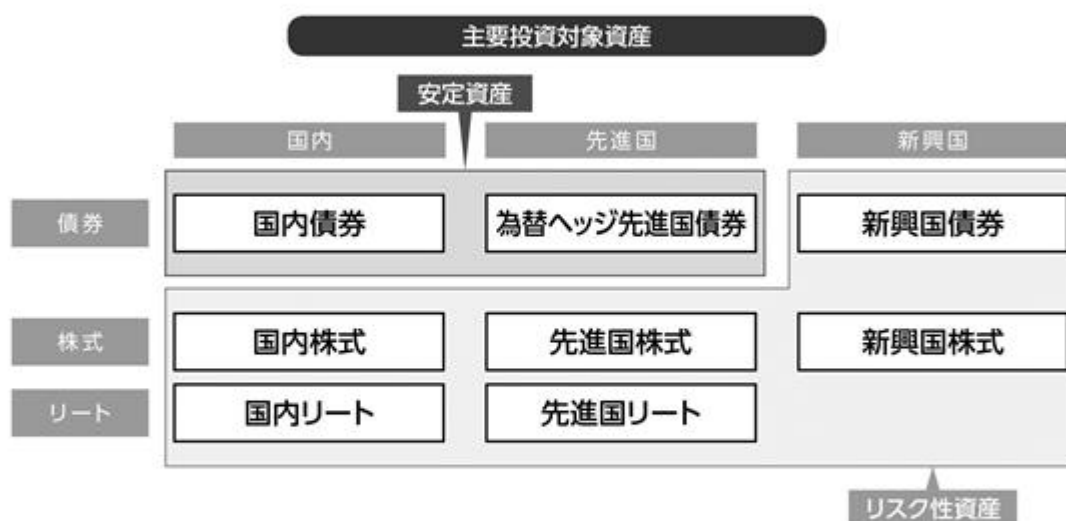 主要投資対象資産
安定資産
国内 先進国 新興国
債券 国内債券 為替ヘッジ先進国債券 新興国債券
株式 国内株式 先進国株式 新興国株式
リート 国内リート 先進国リート
リスク性資産